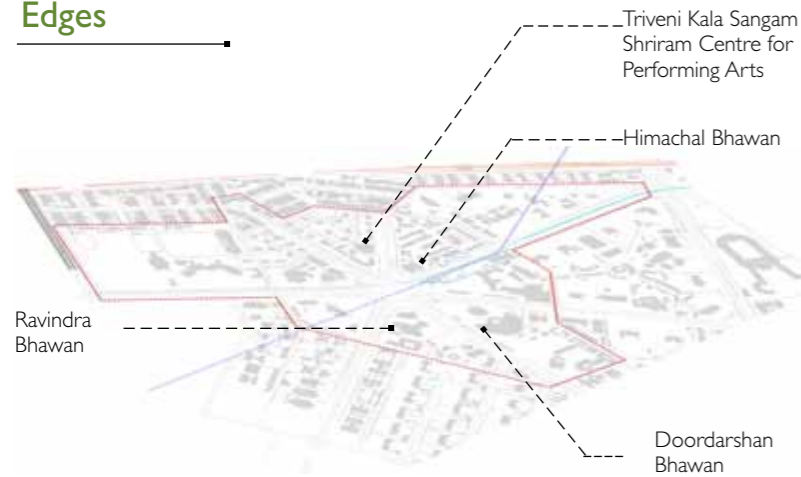 Edges
Triveni Kala Sangam
Shriram Centre for
Performing Arts
Himachal Bhawan
Ravindra
Bhawan
Doordarshan
Bhawan